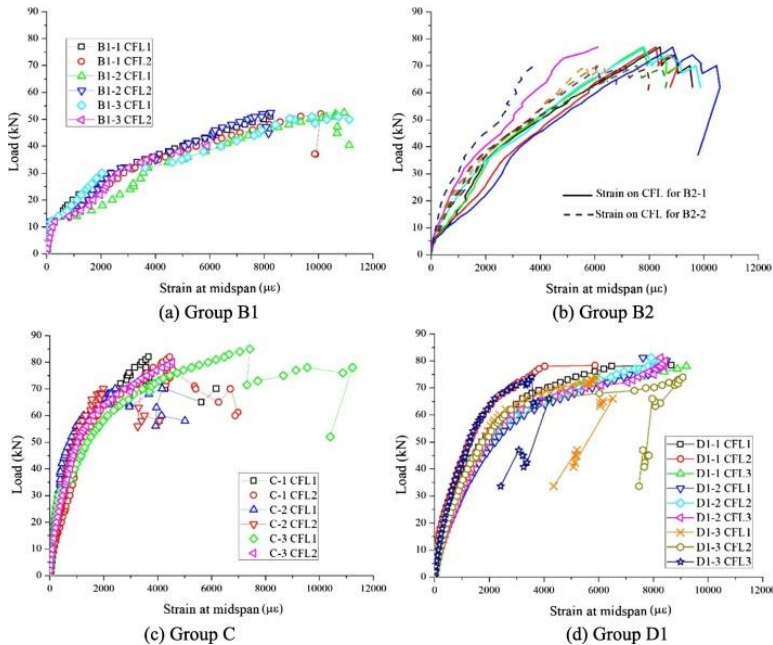 90
80
70
60
50
40
30
20
10
0
Load (kN)
B1-1 CFL1
B1-1 CFL2
B1-2 CFL1
B1-2 CFL2
B1-3 CFL1
B1-3 CFL2
0 2000 4000 6000 8000 10000 12000
Strain at midspan (με)
(a) Group B1
90
80
70
60
50
40
30
20
10
0
Load (kN)
Strain on CFL for B2-1
Strain on CFL for B2-2
0 2000 4000 6000 8000 10000 12000
Strain at midspan (με)
(b) Group B2
90
80
70
60
50
40
30
20
10
0
Load (kN)
C-1 CFL1
C-1 CFL2
C-2 CFL1
C-2 CFL2
C-3 CFL1
C-3 CFL2
0 2000 4000 6000 8000 10000 12000
Strain at midspan (με)
(c) Group C
90
80
70
60
50
40
30
20
10
0
Load (kN)
D1-1 CFL1
D1-1 CFL2
D1-1 CFL3
D1-2 CFL1
D1-2 CFL2
D1-2 CFL3
D1-3 CFL1
D1-3 CFL2
D1-3 CFL3
0 2000 4000 6000 8000 10000 12000
Strain at midspan (με)
(d) Group D1